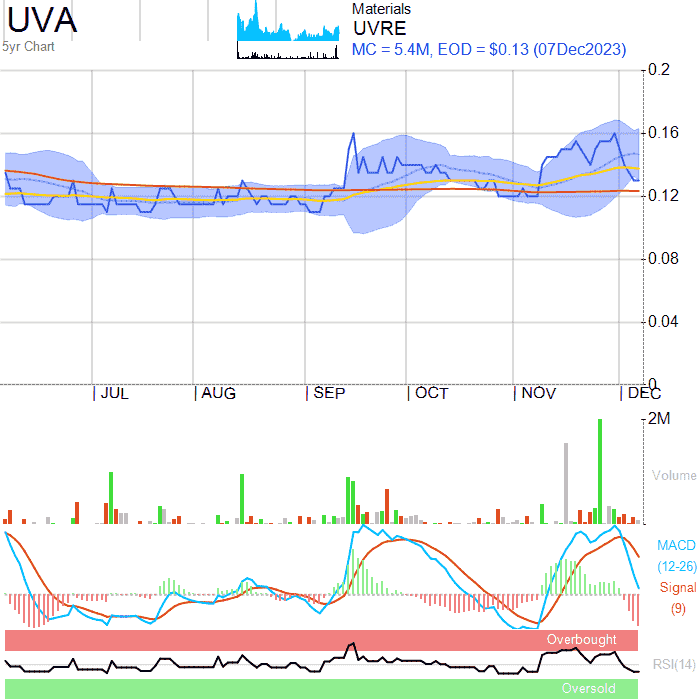 UVA
5yr Chart
Materials
UVRE
MC = 5.4M, EOD = $0.13 (07Dec2023)
0.2
0.16
0.12
0.08
0.04
0
JUL AUG SEP OCT NOV DEC
2M
Volume
MACD
(12-26)
Signal
(9)
Overbought
RSI(14)
Oversold